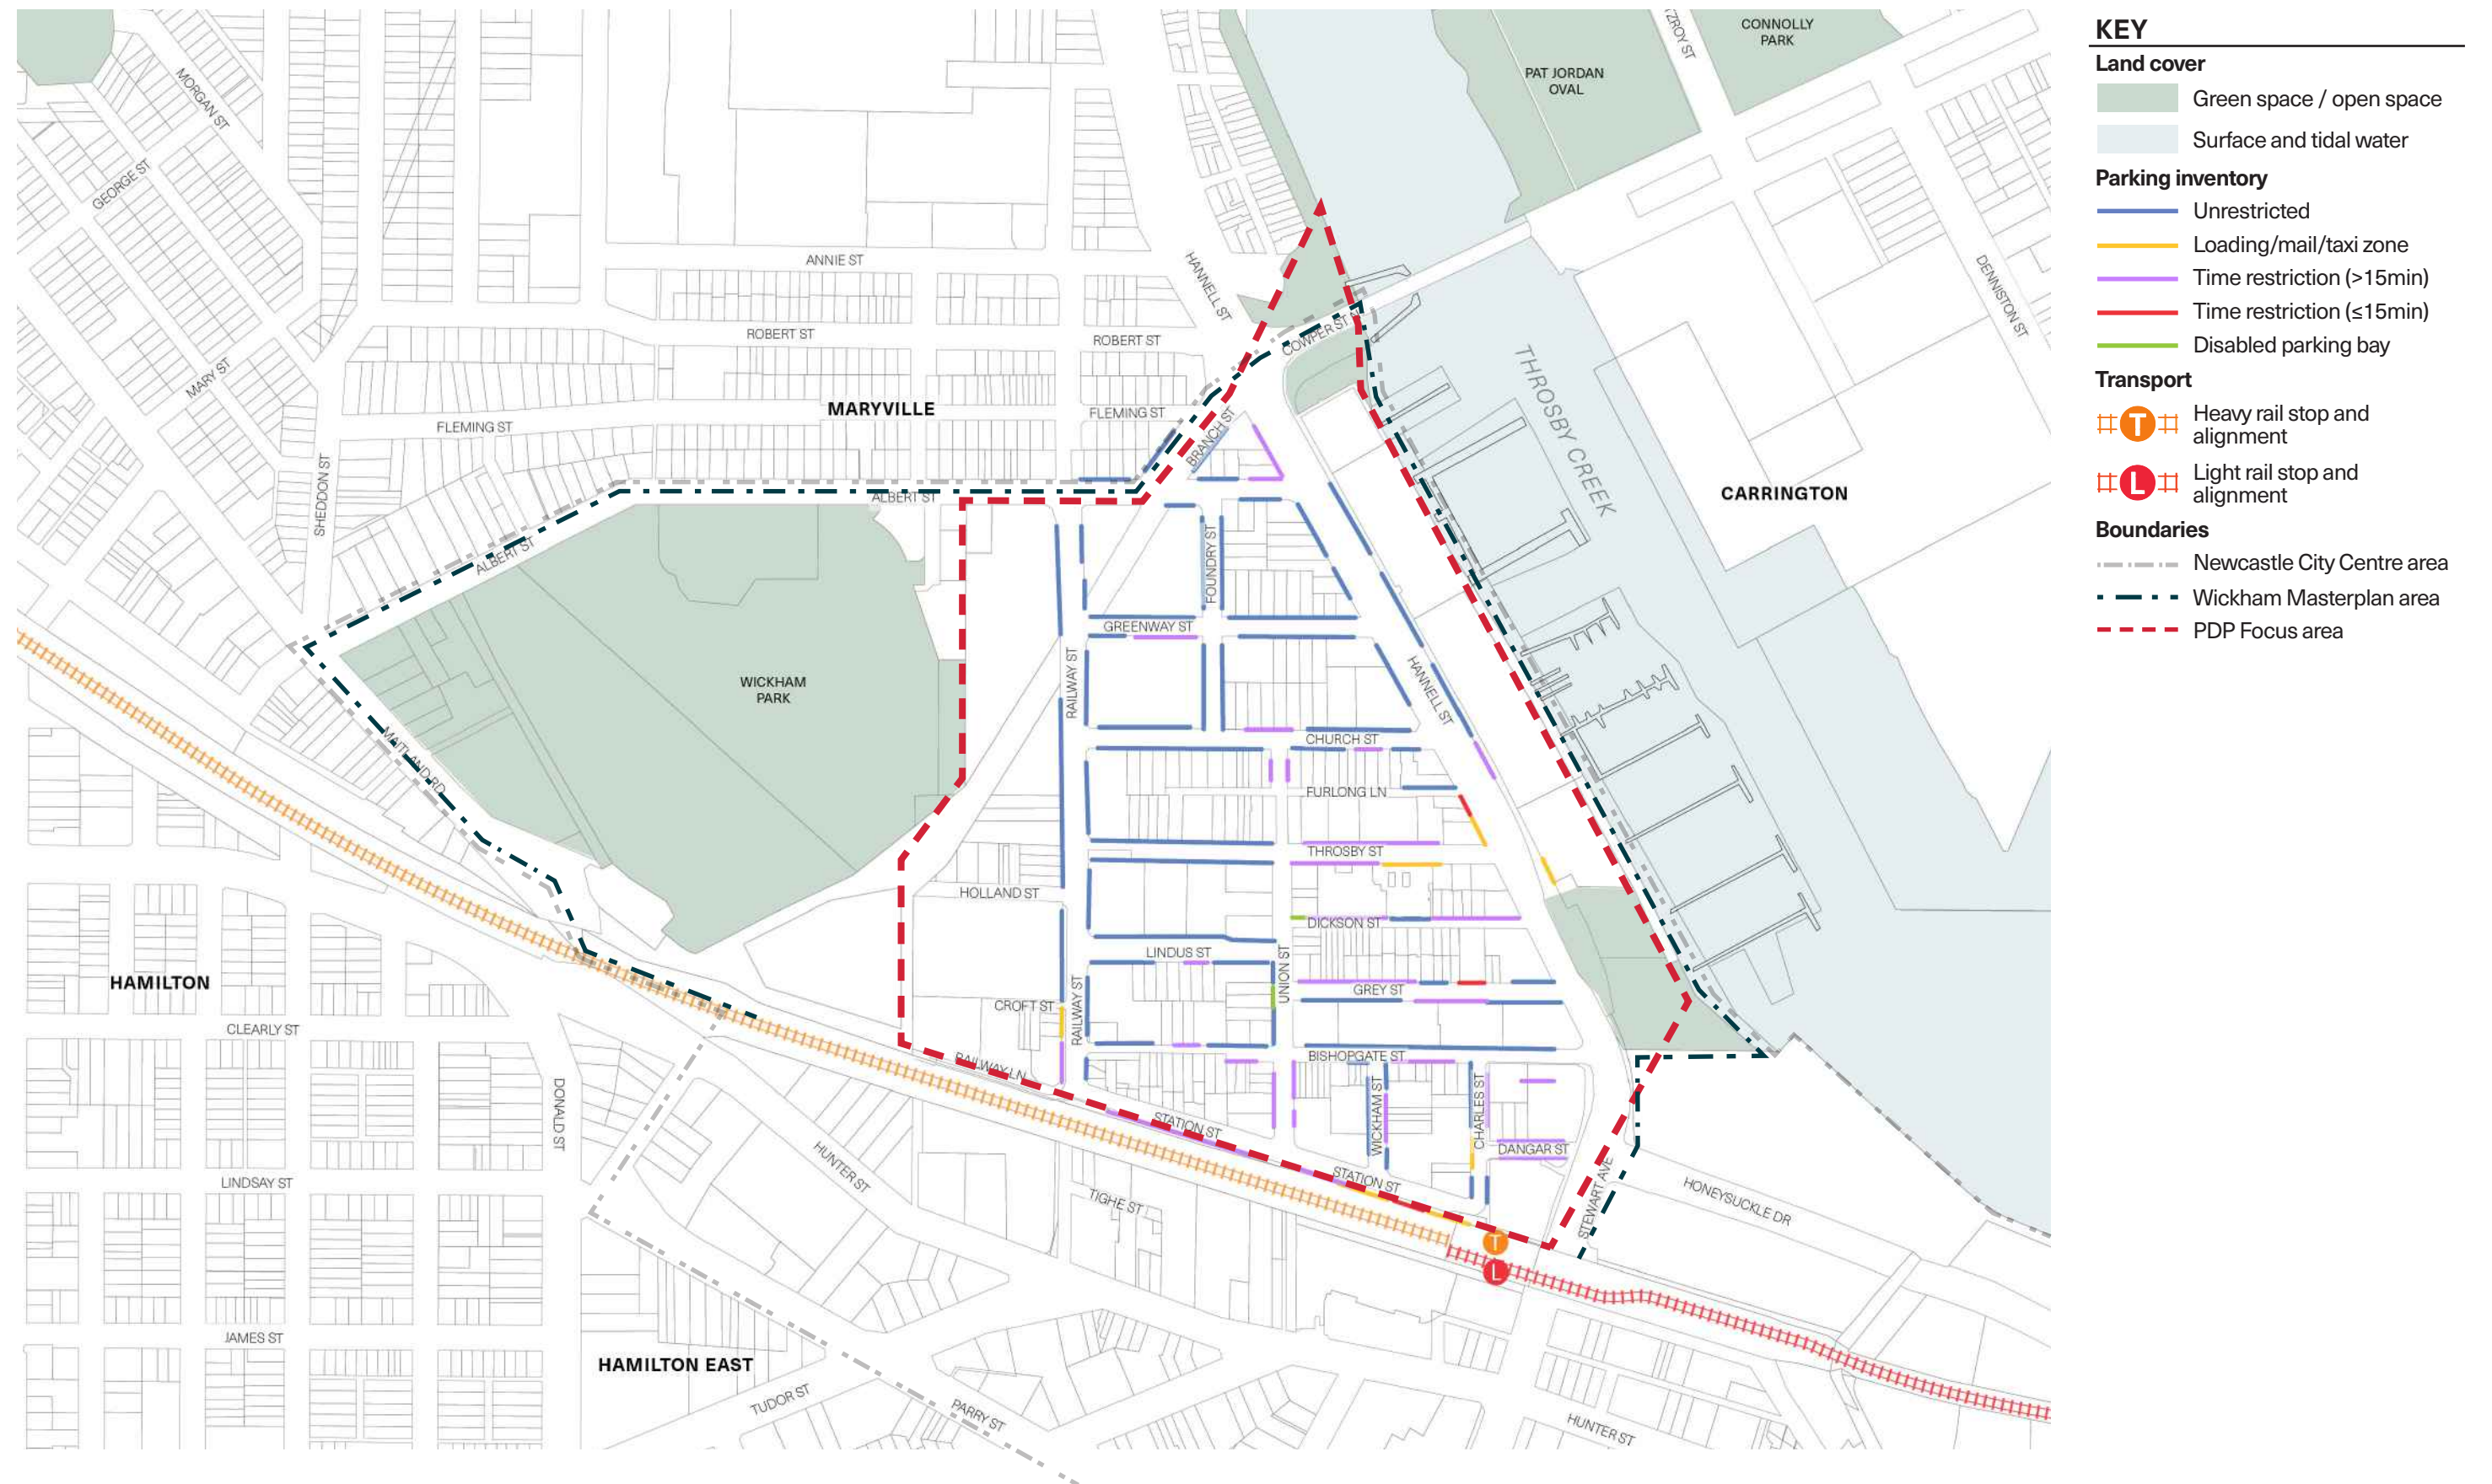 CONNOLLY
PARK
ZROY ST
PAT JORDAN
OVAL
MORGAN ST
GEORGE ST
ANNIE ST
HANNELL ST
DENNISTON ST
ROBERT ST
ROBERT ST
COWPER ST N
MARY ST
THROSBY CREEK
MARYVILLE
FLEMING ST
FLEMING ST
BRANCH ST
SHEDDON ST
ALBERT ST
CARRINGTON
ALBERT ST
FOUNDRY ST
GREENWAY ST
WICKHAM
PARK
RAILWAY ST
HANNELL ST
CHURCH ST
MAITLAND RD
FURLONG LN
THROSBY ST
HOLLAND ST
DICKSON ST
LINDUS ST
UNION ST
HAMILTON
GREY ST
CROFT ST
RAILWAY ST
CLEARLY ST
BISHOPGATE ST
RAILWAY LN
DONALD ST
WICKHAM ST
CHARLES ST
STATION ST
DANGAR ST
HUNTER ST
STATION ST
LINDSAY ST
TIGHE ST
STEWART AVE
HONEYSUCKLE DR
T
L
JAMES ST
HAMILTON EAST
TUDOR ST
PARRY ST
HUNTER ST
KEY
Land cover
Green space / open space
Surface and tidal water
Parking inventory
Unrestricted
Loading/mail/taxi zone
Time restriction (>15min)
Time restriction (≤15min)
Disabled parking bay
Transport
T
Heavy rail stop and
alignment
L
Light rail stop and
alignment
Boundaries
Newcastle City Centre area
Wickham Masterplan area
PDP Focus area